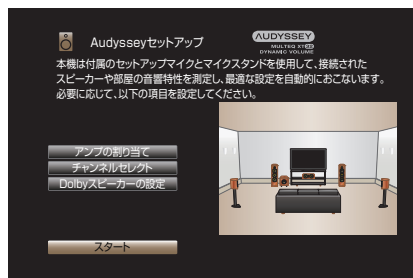 Audysseyセットアップ
AUDYSSEY
MULTEQ XT32
DYNAMIC VOLUME
本機は付属のセットアップマイクとマイクスタンドを使用して、接続された
スピーカーや部屋の音響特性を測定し、最適な設定を自動的におこないます。
必要に応じて、以下の項目を設定してください。
アンプの割り当て
チャンネルセレクト
Dolbyスピーカーの設定
スタート